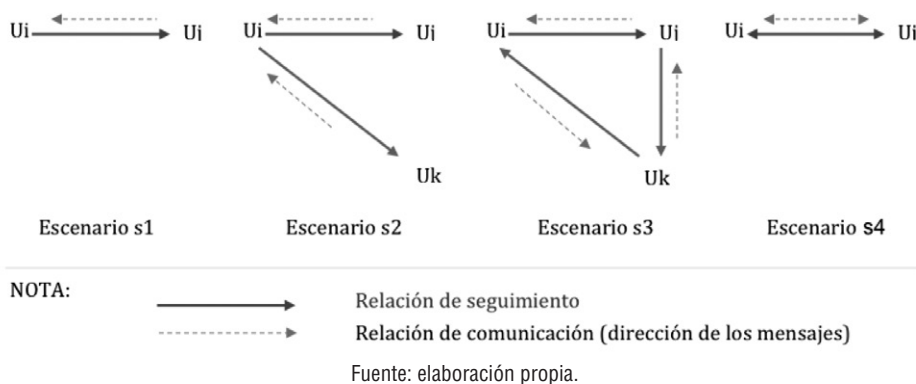 Ui Uj Ui Uj Ui Uj Ui Uj
Uk Uk
Escenario s1 Escenario s2 Escenario s3 Escenario s4
NOTA:
Relación de seguimiento
Relación de comunicación (dirección de los mensajes)
Fuente: elaboración propia.